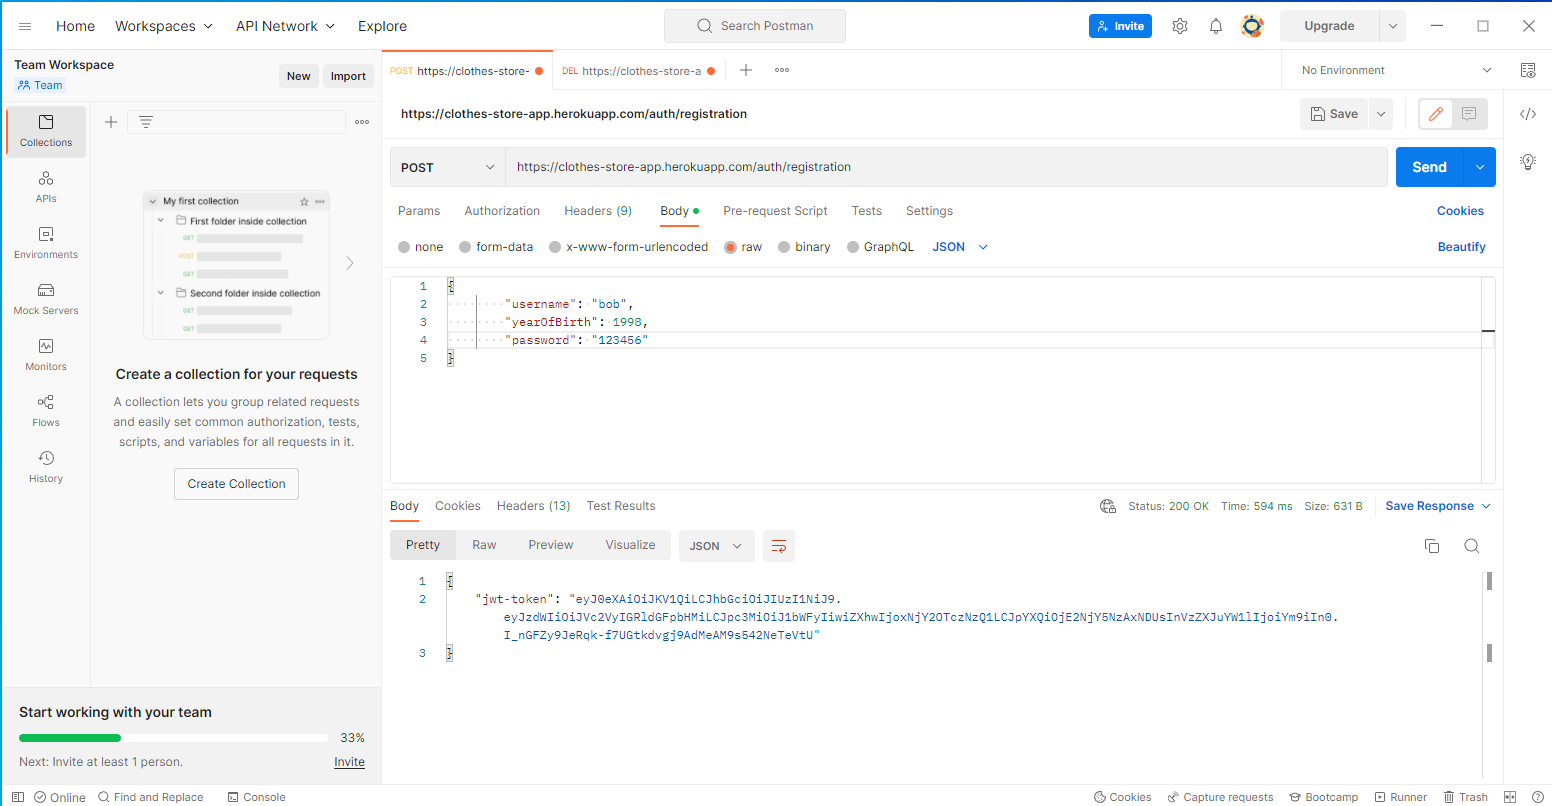 Home
Workspaces
API Network
Explore
Search Postman
Invite
Upgrade
Team Workspace
Team
New
Import
POST https://clothes-store-
DEL https://clothes-store-a
No Environment
https://clothes-store-app.herokuapp.com/auth/registration
Save
Collections
APIs
Environments
Mock Servers
Monitors
Flows
History
My first collection
First folder inside collection
GET
POST
GET
Second folder inside collection
GET
GET
Create a collection for your requests
A collection lets you group related requests
and easily set common authorization, tests,
scripts, and variables for all requests in it.
Create Collection
POST
https://clothes-store-app.herokuapp.com/auth/registration
Send
Params
Authorization
Headers (9)
Body
Pre-request Script
Tests
Settings
Cookies
none
form-data
x-www-form-urlencoded
raw
binary
GraphQL
JSON
Beautify
1 {
2 "username": "bob",
3 "yearOfBirth": 1998,
4 "password": "123456"
5 }
Body
Cookies
Headers (13)
Test Results
Status: 200 OK
Time: 594 ms
Size: 631 B
Save Response
Pretty
Raw
Preview
Visualize
JSON
1 {
2 "jwt-token": "eyJ0eXAiOiJKV1QiLCJhbGciOiJIUzI1NiJ9.
eyJzdWIiOiJVc2VyIGRldGFpbHMiLCJpc3MiOiJ1bWFyIiwiZXhwIjoxNjY2OTczNzQ1LCJpYXQiOjE2NjY5NzAxNDUsInVzZXJuYW1lIjoiYm9iIn0.
I_nGFZy9JeRqk-f7UGtkdvgj9AdMeAM9s542NeTeVtU"
3 }
Start working with your team
33%
Next: Invite at least 1 person.
Invite
Online
Find and Replace
Console
Cookies
Capture requests
Bootcamp
Runner
Trash